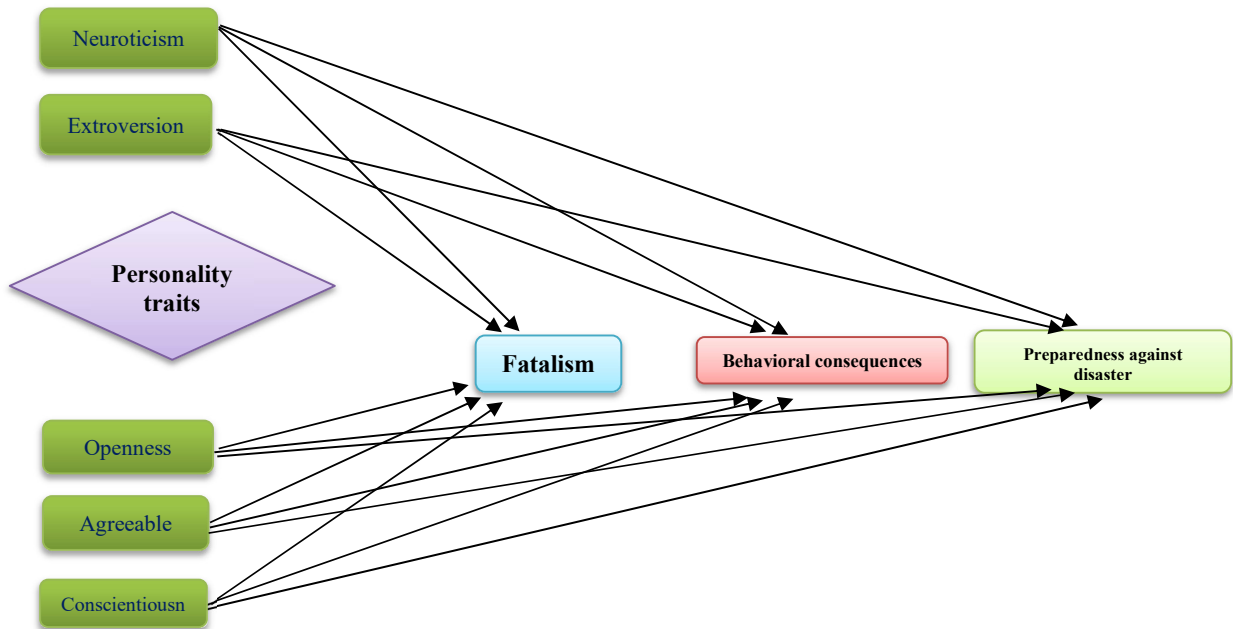 Neuroticism
Extroversion
Personality
traits
Fatalism
Behavioral consequences
Preparedness against
disaster
Openness
Agreeable
Conscientiousn